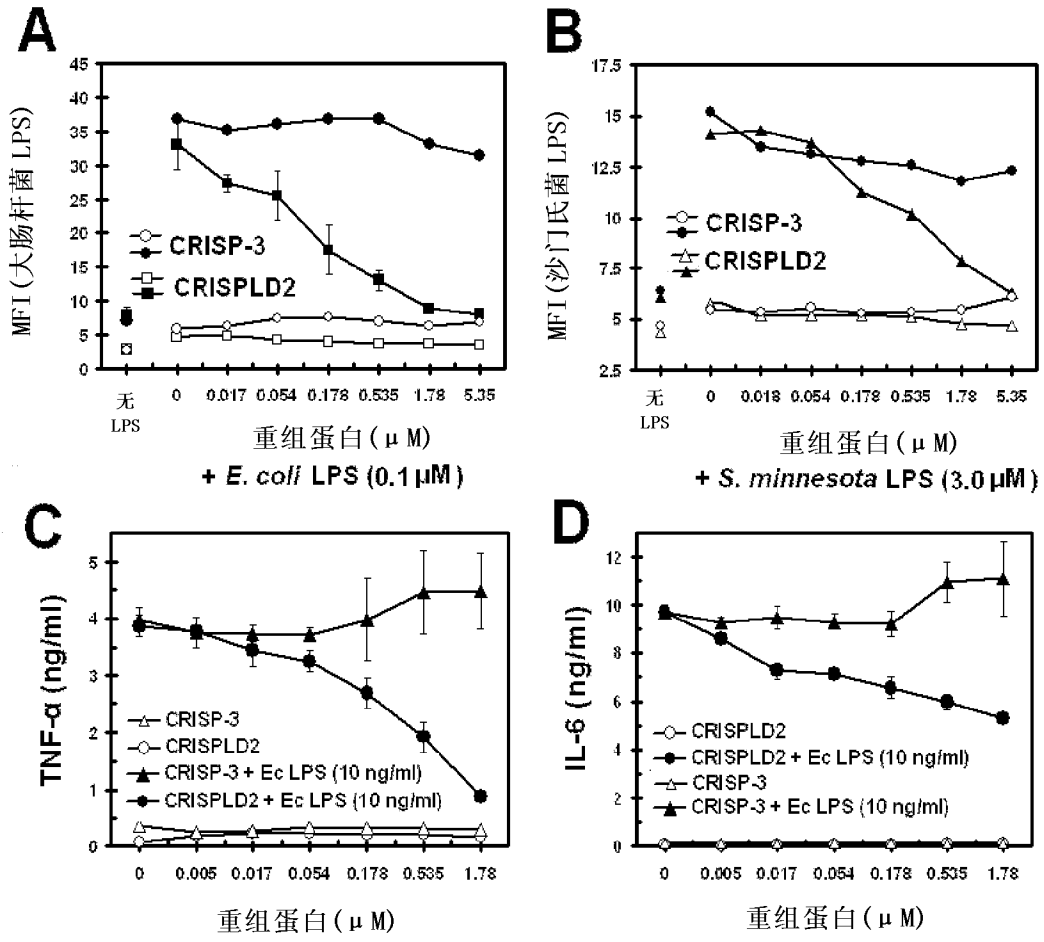 A
MFI(大肠杆菌 LPS)
45
40
35
30
25
20
15
10
5
0
CRISP-3
CRISPLD2
无
LPS
0 0.017 0.054 0.178 0.535 1.78 5.35
重组蛋白(μM)
+ E. coli LPS (0.1 μM)
B
MFI(沙门氏菌 LPS)
17.5
15
12.5
10
7.5
5
2.5
CRISP-3
CRISPLD2
无
LPS
0 0.018 0.054 0.178 0.535 1.78 5.35
重组蛋白(μM)
+ S. minnesota LPS (3.0 μM)
C
TNF-α (ng/ml)
5
4
3
2
1
0
CRISP-3
CRISPLD2
CRISP-3 + Ec LPS (10 ng/ml)
CRISPLD2 + Ec LPS (10 ng/ml)
0 0.005 0.017 0.054 0.178 0.535 1.78
重组蛋白(μM)
D
IL-6 (ng/ml)
12
10
8
6
4
2
0
CRISPLD2
CRISPLD2 + Ec LPS (10 ng/ml)
CRISP-3
CRISP-3 + Ec LPS (10 ng/ml)
0 0.005 0.017 0.054 0.178 0.535 1.78
重组蛋白(μM)